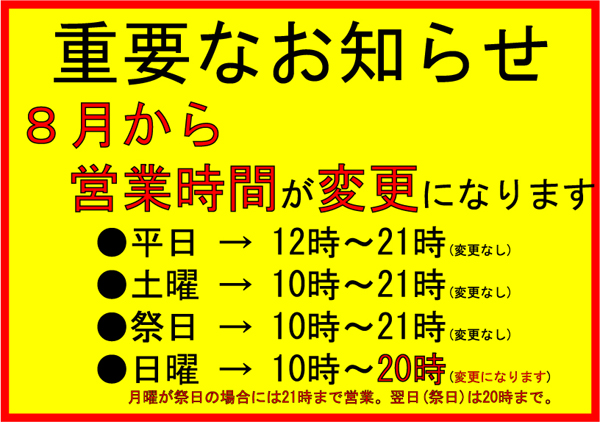 重要なお知らせ
８月から
営業時間が変更になります
●平日 → 12時～21時(変更なし)
●土曜 → 10時～21時(変更なし)
●祭日 → 10時～21時(変更なし)
●日曜 → 10時～20時(変更になります)
月曜が祭日の場合には21時まで営業。翌日(祭日)は20時まで。